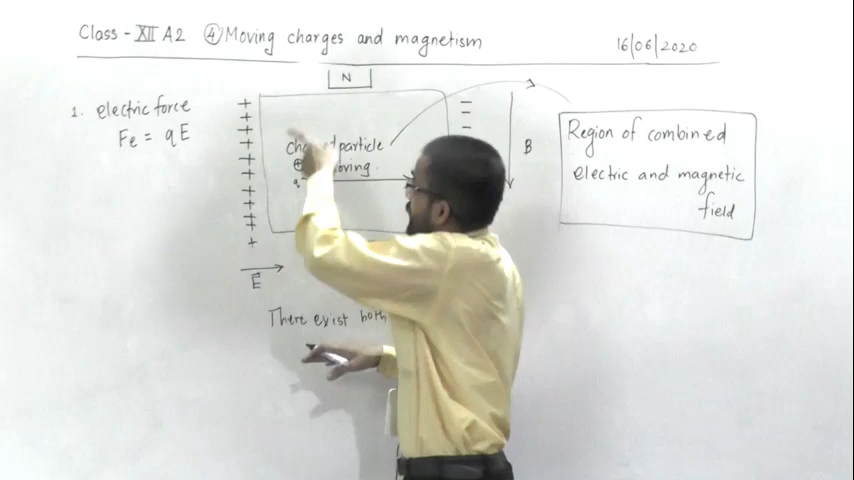 Class - XII A2 ④ Moving charges and magnetism
16/06/2020
N
1. electric force
Fe = qE
+
+
+
+
+
+
+
+
+
+
+
-
-
-
particle
⊕ moving.
q
B
Region of combined
electric and magnetic
field
E
There exist both